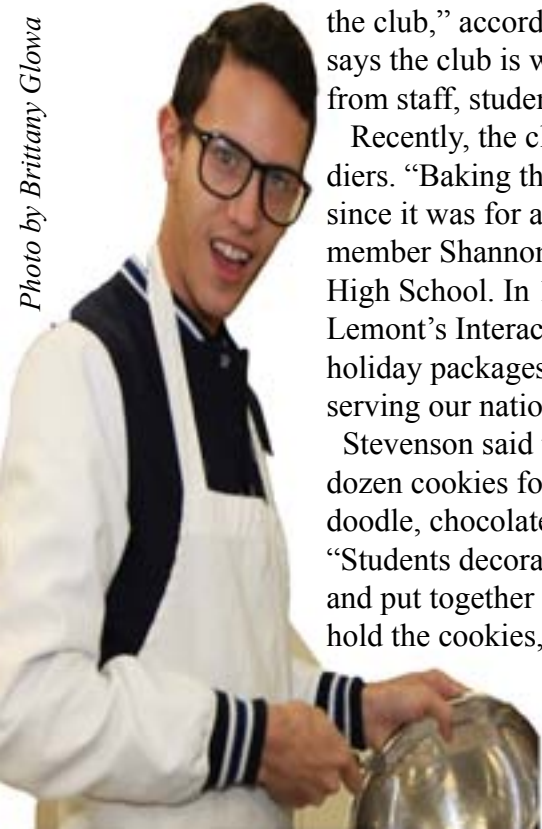 Photo by Brittany Glowa
the club,” accord
says the club is w
from staff, studen
Recently, the cl
diers. “Baking th
since it was for a
member Shannon
High School. In 1
Lemont’s Interac
holiday packages
serving our natio
Stevenson said
dozen cookies fo
doodle, chocolate
“Students decora
and put together
hold the cookies,